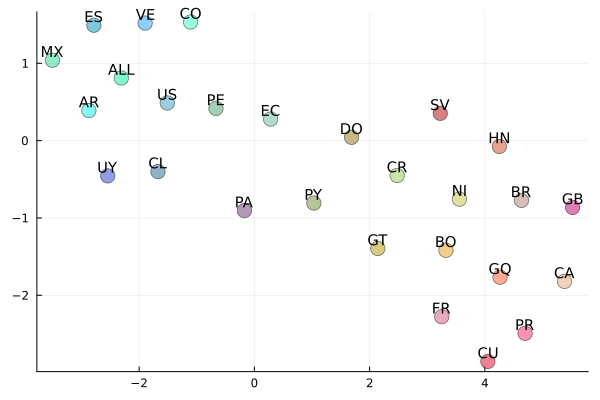 ES VE CO
MX
ALL
1
AR US PE EC SV
DO
0
HN
UY CL CR
NI BR GB
PA PY
−1
GT BO
GQ CA
−2
FR PR
CU
−2 0 2 4